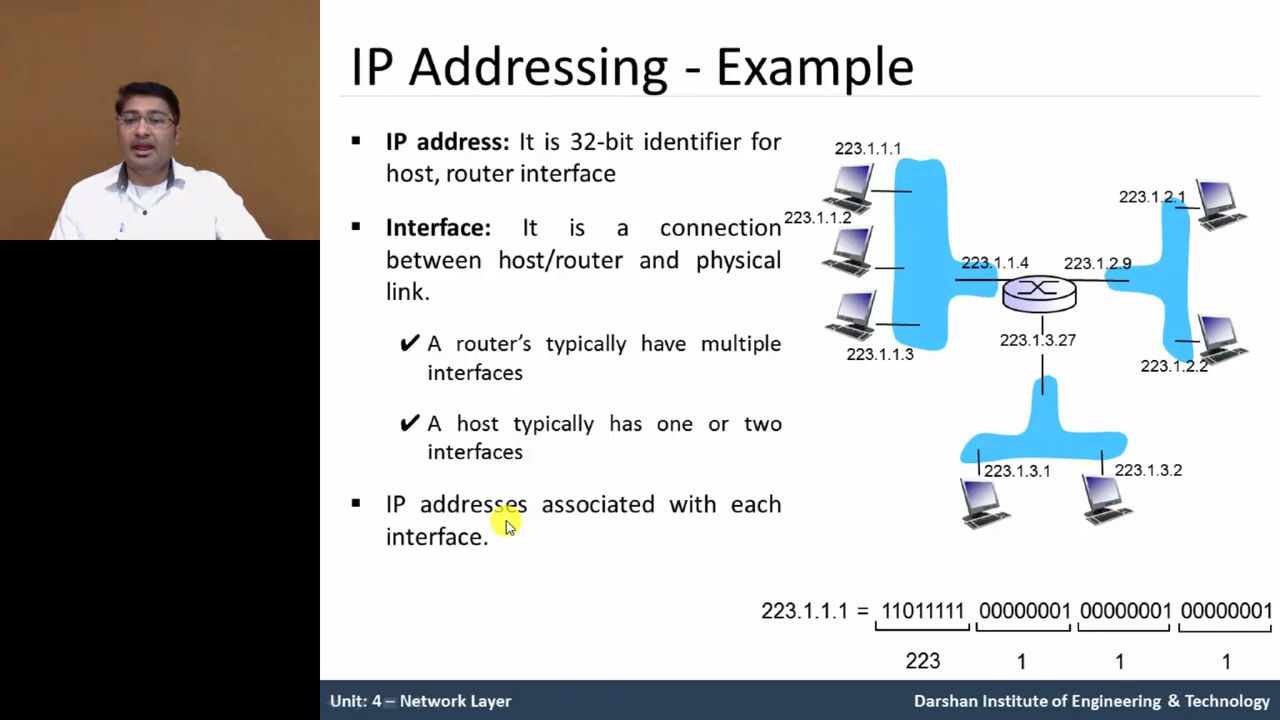 IP Addressing - Example
▪ IP address: It is 32-bit identifier for
host, router interface
▪ Interface: It is a connection
between host/router and physical
link.
✔ A router's typically have multiple
interfaces
✔ A host typically has one or two
interfaces
▪ IP addresses associated with each
interface.
223.1.1.1
223.1.1.2
223.1.1.3
223.1.1.4
223.1.2.9
223.1.2.1
223.1.2.2
223.1.3.27
223.1.3.1
223.1.3.2
223.1.1.1 = 11011111 00000001 00000001 00000001
223 1 1 1
Unit: 4 – Network Layer
Darshan Institute of Engineering & Technology